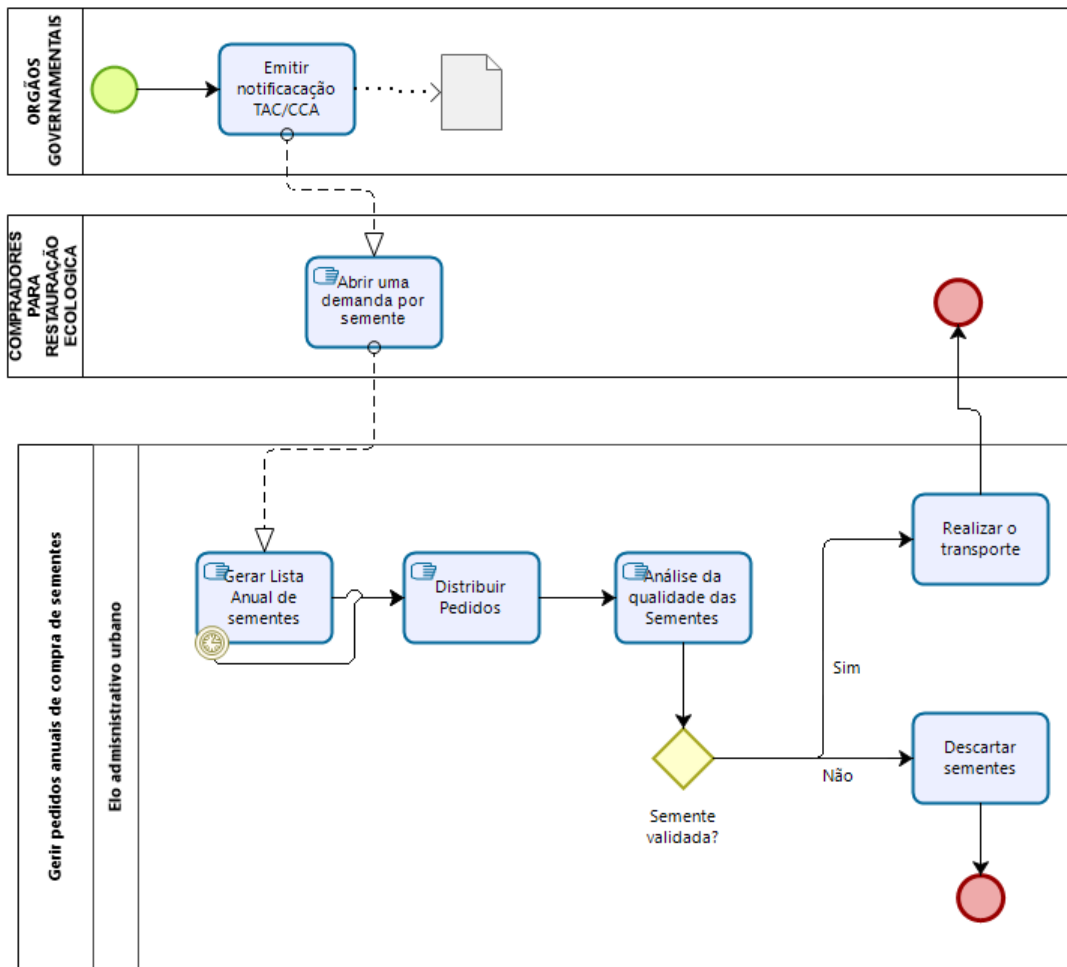 ORGÃOS
GOVERNAMENTAIS
Emitir
notificacação
TAC/CCA
COMPRADORES
PARA
RESTAURAÇÃO
ECOLOGICA
Abrir uma
demanda por
semente
Gerir pedidos anuais de compra de sementes
Elo admisnistrativo urbano
Gerar Lista
Anual de
sementes
Distribuir
Pedidos
Análise da
qualidade das
Sementes
Realizar o
transporte
Sim
Não
Semente
validada?
Descartar
sementes